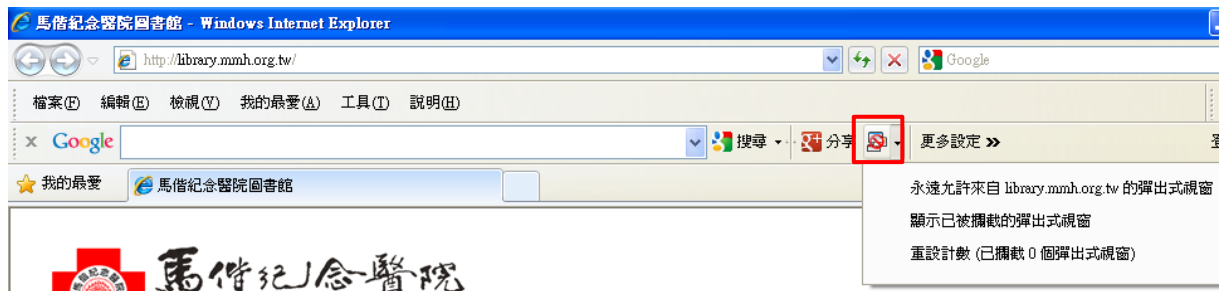 馬偕紀念醫院圖書館 - Windows Internet Explorer
http://library.mmh.org.tw/
Google
檔案(F) 編輯(E) 檢視(V) 我的最愛(A) 工具(T) 說明(H)
x Google 搜尋 分享 更多設定 >>
我的最愛 馬偕紀念醫院圖書館
永遠允許來自 library.mmh.org.tw 的彈出式視窗
顯示已被攔截的彈出式視窗
重設計數 (已攔截 0 個彈出式視窗)
馬偕紀念醫院